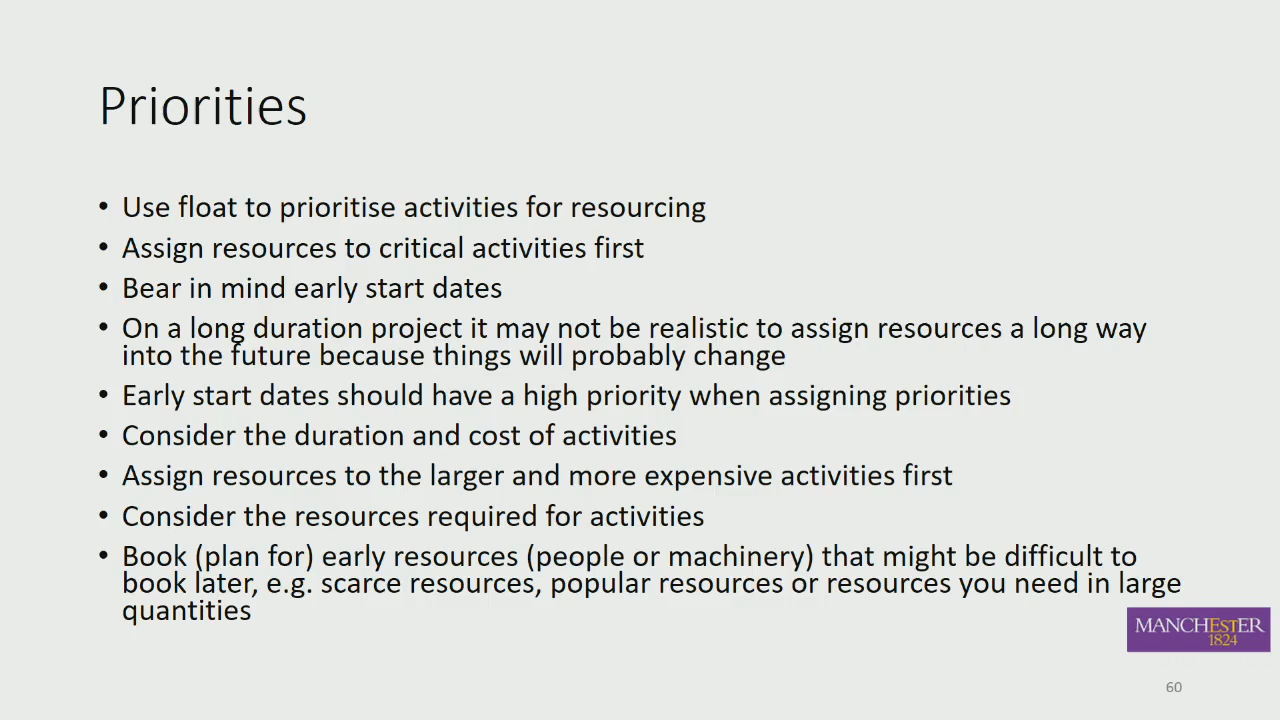 Priorities
• Use float to prioritise activities for resourcing
• Assign resources to critical activities first
• Bear in mind early start dates
• On a long duration project it may not be realistic to assign resources a long way
into the future because things will probably change
• Early start dates should have a high priority when assigning priorities
• Consider the duration and cost of activities
• Assign resources to the larger and more expensive activities first
• Consider the resources required for activities
• Book (plan for) early resources (people or machinery) that might be difficult to
book later, e.g. scarce resources, popular resources or resources you need in large
quantities
MANCHEsTER
1824
60